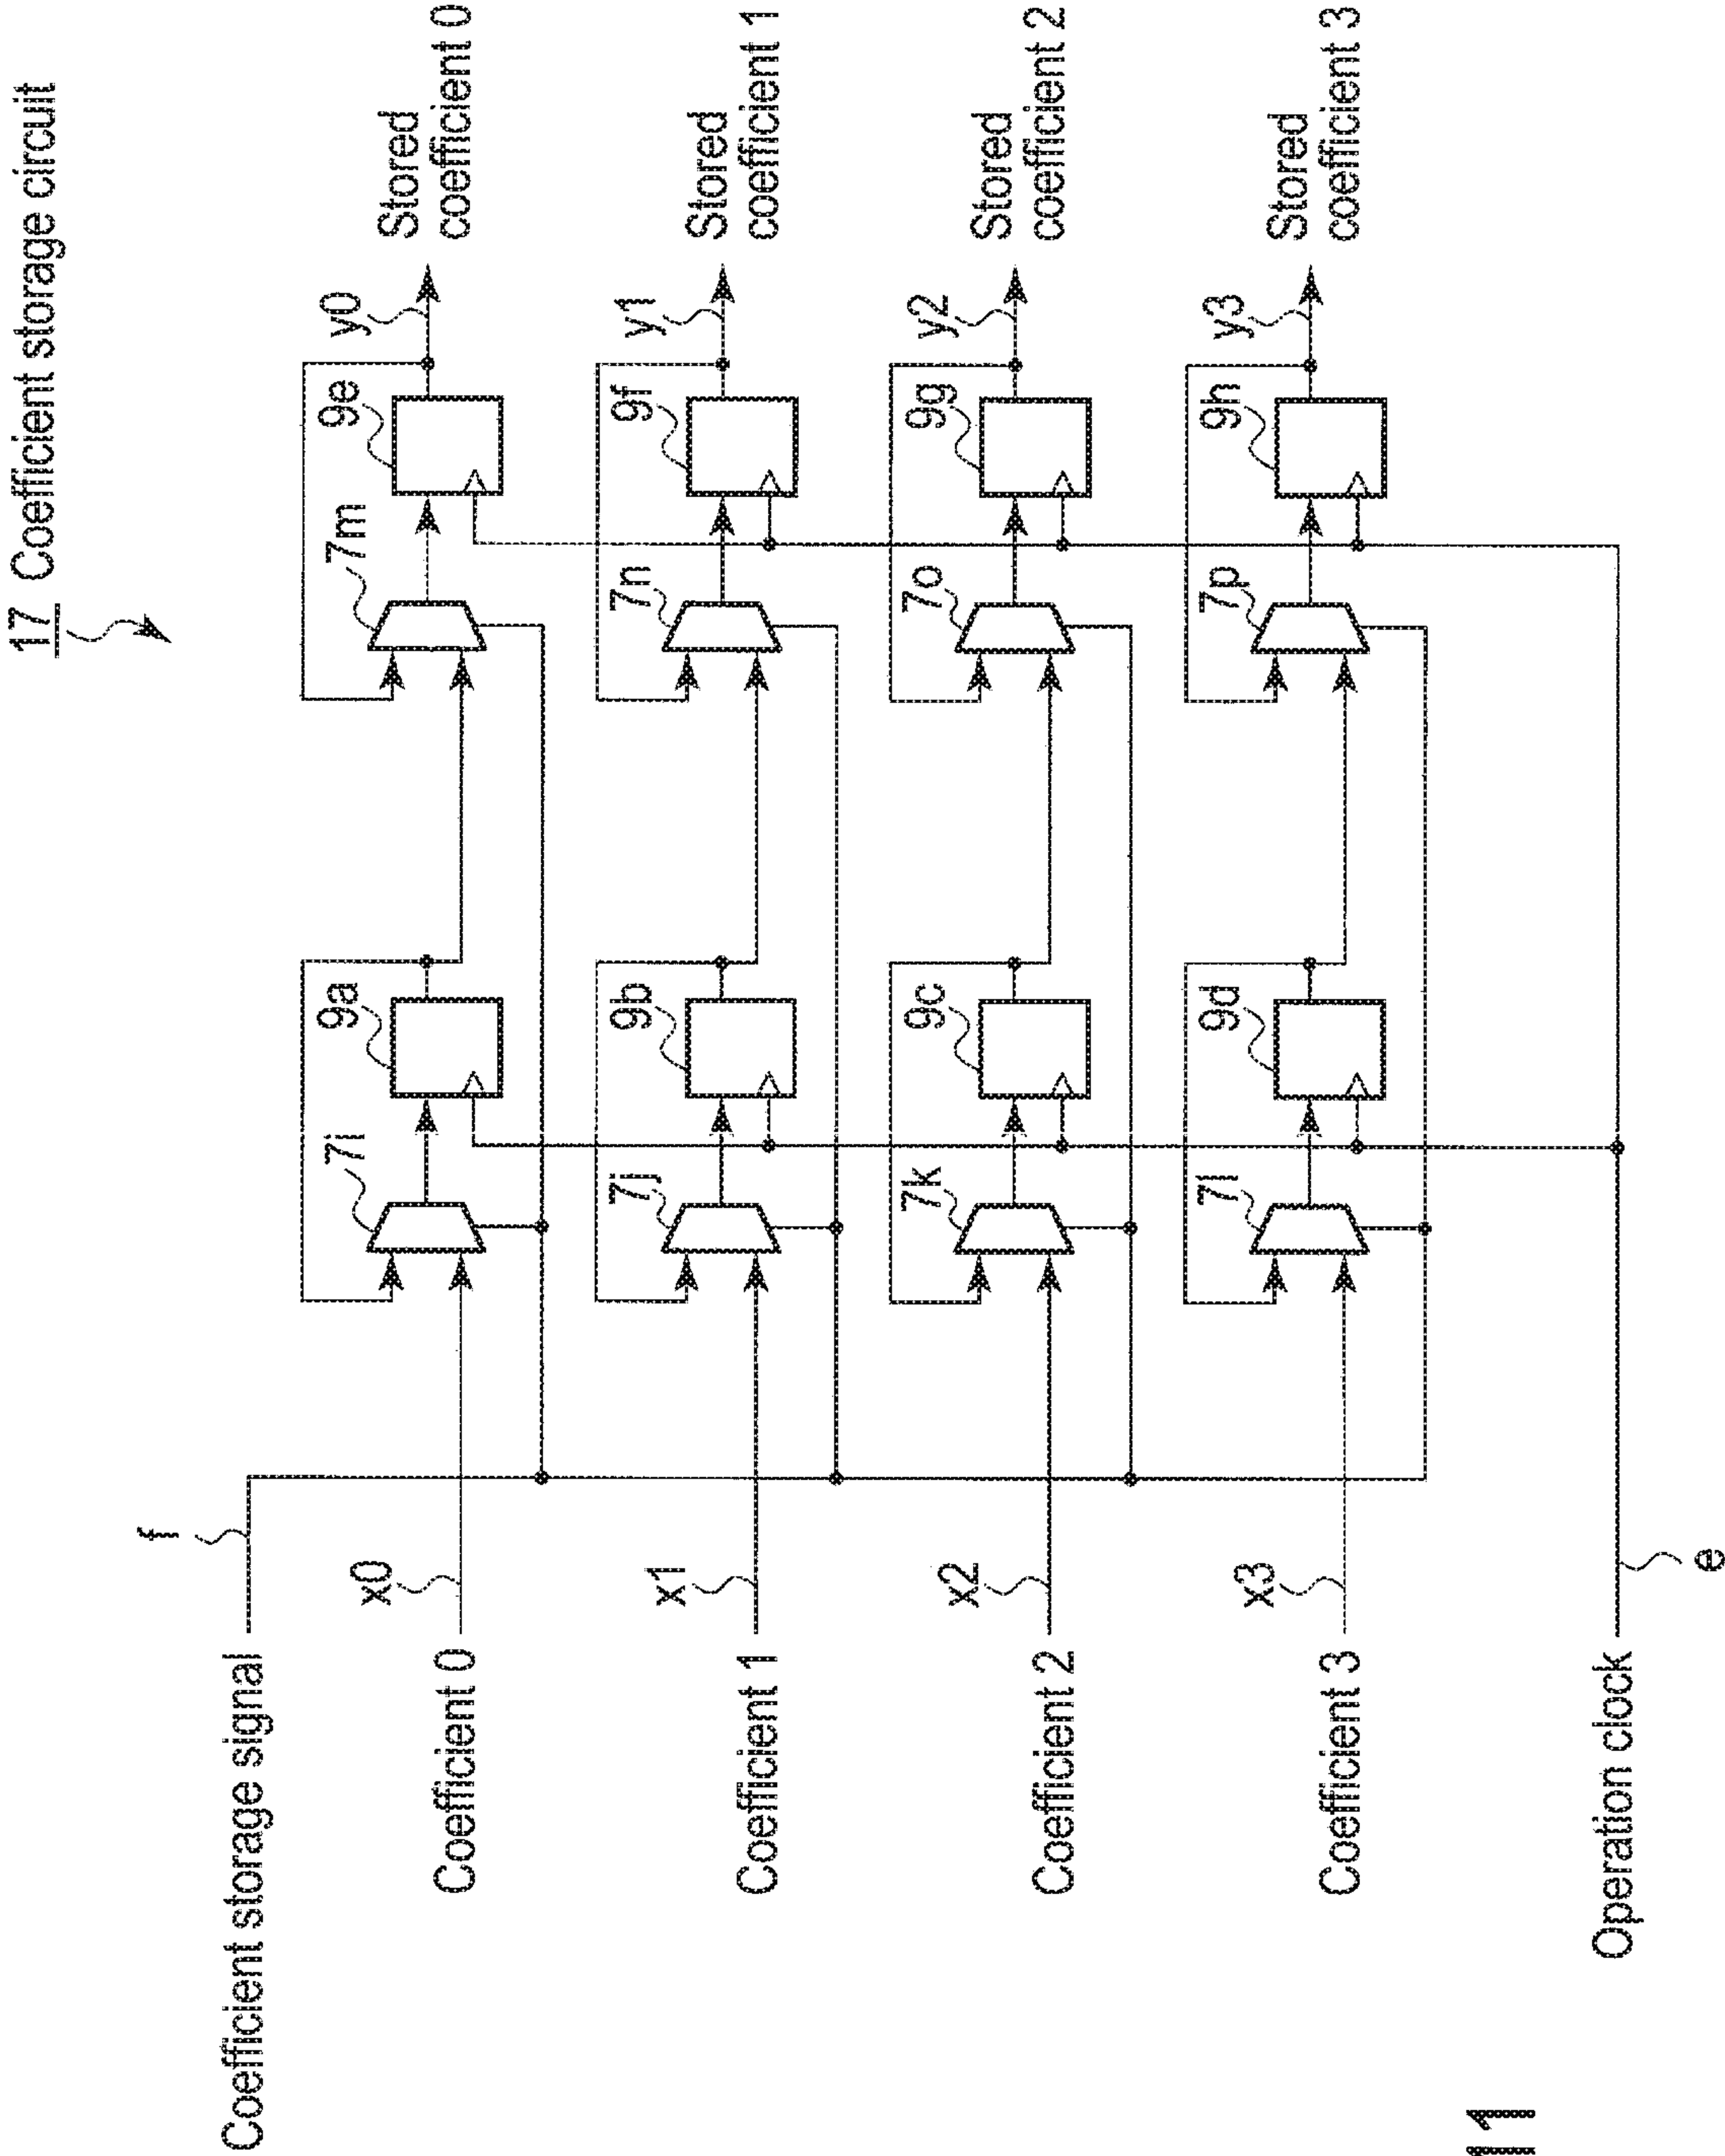 17 Coefficient storage circuit
Coefficient storage signal
f
Coefficient 0
x0
7i
9a
7m
9e
y0
Stored
coefficient 0
Coefficient 1
x1
7j
9b
7n
9f
y1
Stored
coefficient 1
Coefficient 2
x2
7k
9c
7o
9g
y2
Stored
coefficient 2
Coefficient 3
x3
7l
9d
7p
9h
y3
Stored
coefficient 3
Operation clock
e
11